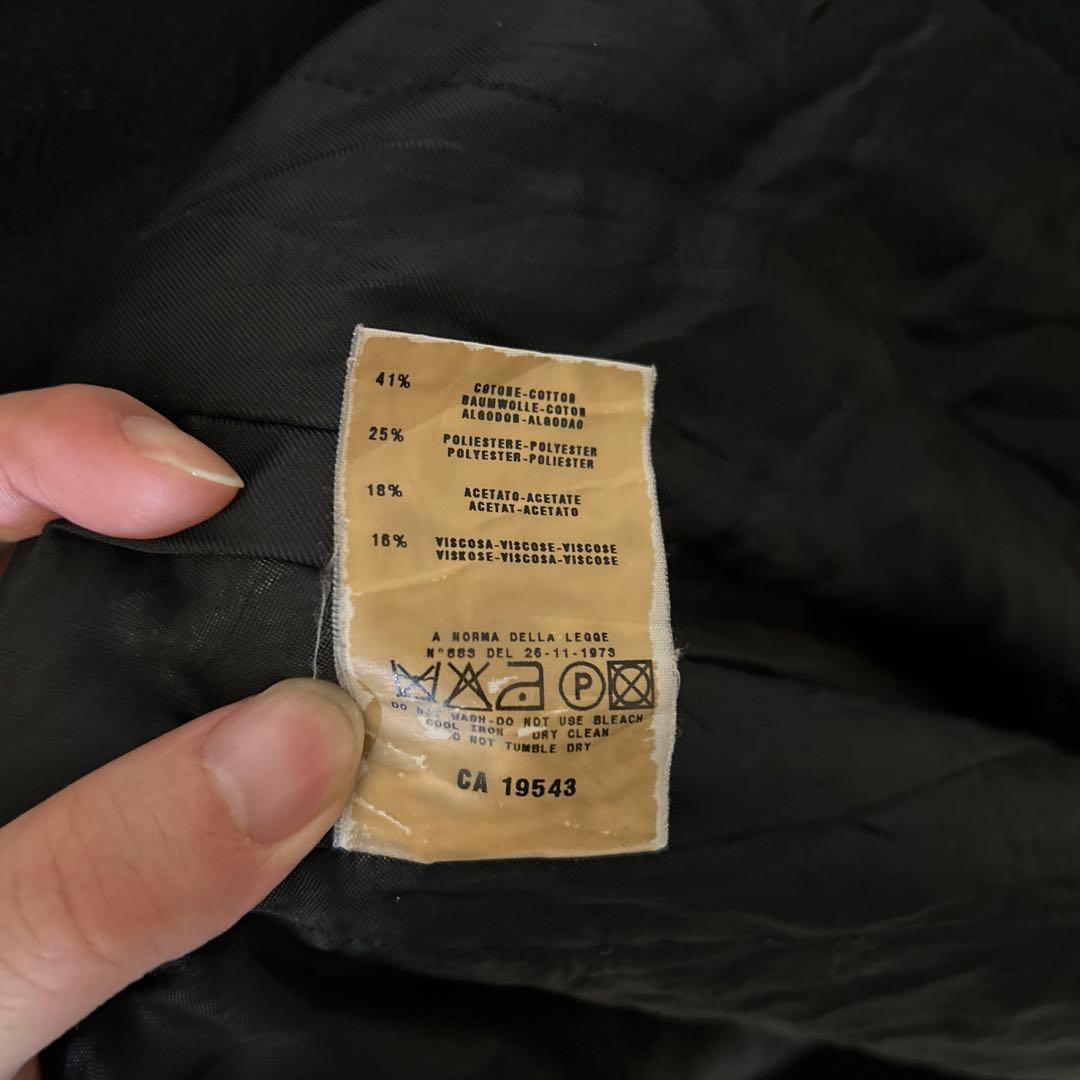 41% COTONE-COTTON
BAUMWOLLE-COTON
ALGODON-ALGODAO
25% POLIESTERE-POLYESTER
POLYESTER-POLIESTER
18% ACETATO-ACETATE
ACETAT-ACETATO
16% VISCOSA-VISCOSE-VISCOSE
VISKOSE-VISCOSA-VISCOSE
A NORMA DELLA LEGGE
N°883 DEL 26-11-1973
P
DO NOT WASH-DO NOT USE BLEACH
COOL IRON DRY CLEAN
DO NOT TUMBLE DRY
CA 19543